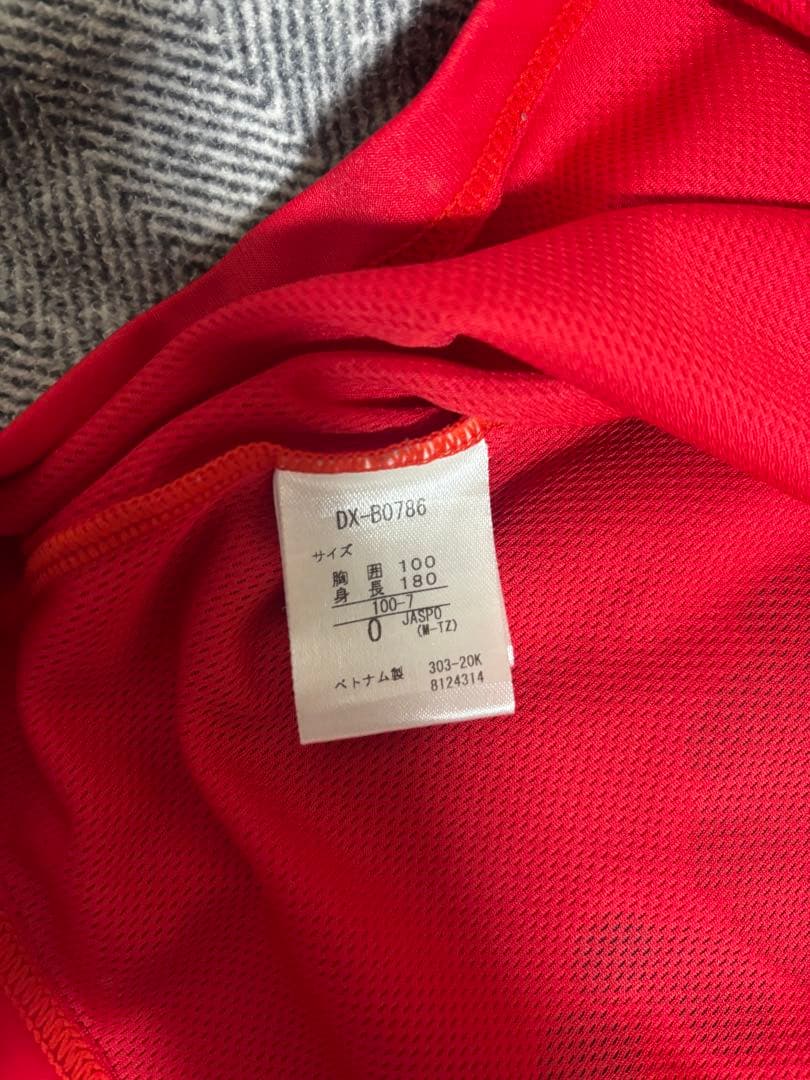 DX-B0786
サイズ
胸 囲 100
身 長 180
100-7
O JASPO
(M-TZ)
ベトナム製 303-20K
8124314